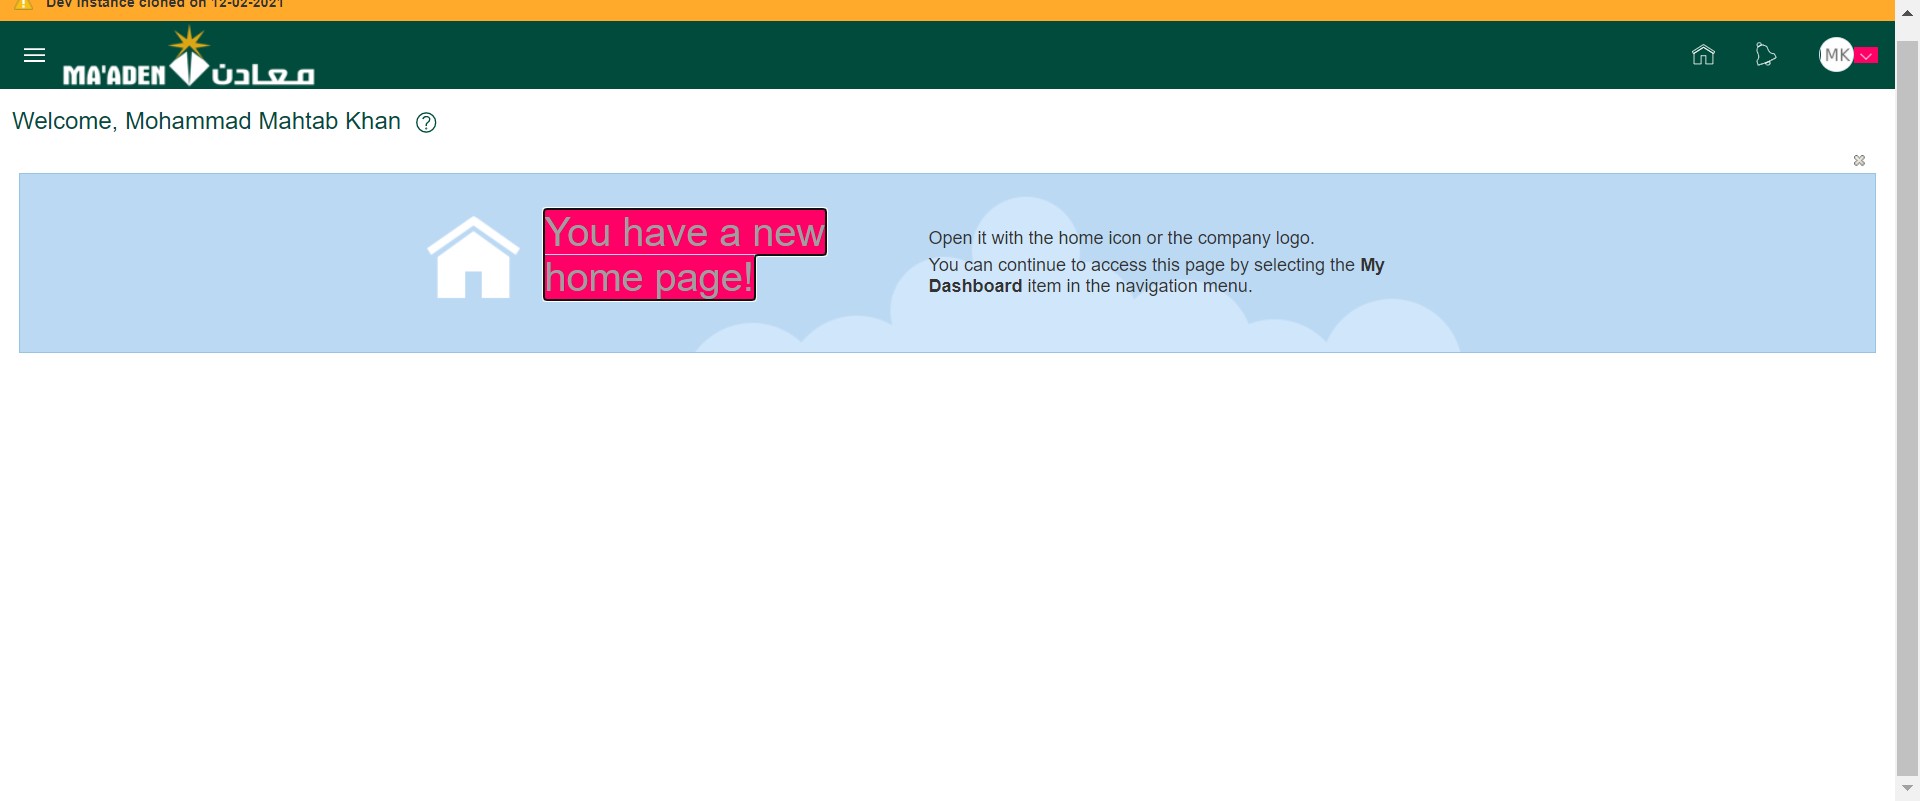 Dev instance cloned on 12-02-2021
MA'ADEN معادن
MK
Welcome, Mohammad Mahtab Khan ?
You have a new
home page!
Open it with the home icon or the company logo.
You can continue to access this page by selecting the My
Dashboard item in the navigation menu.